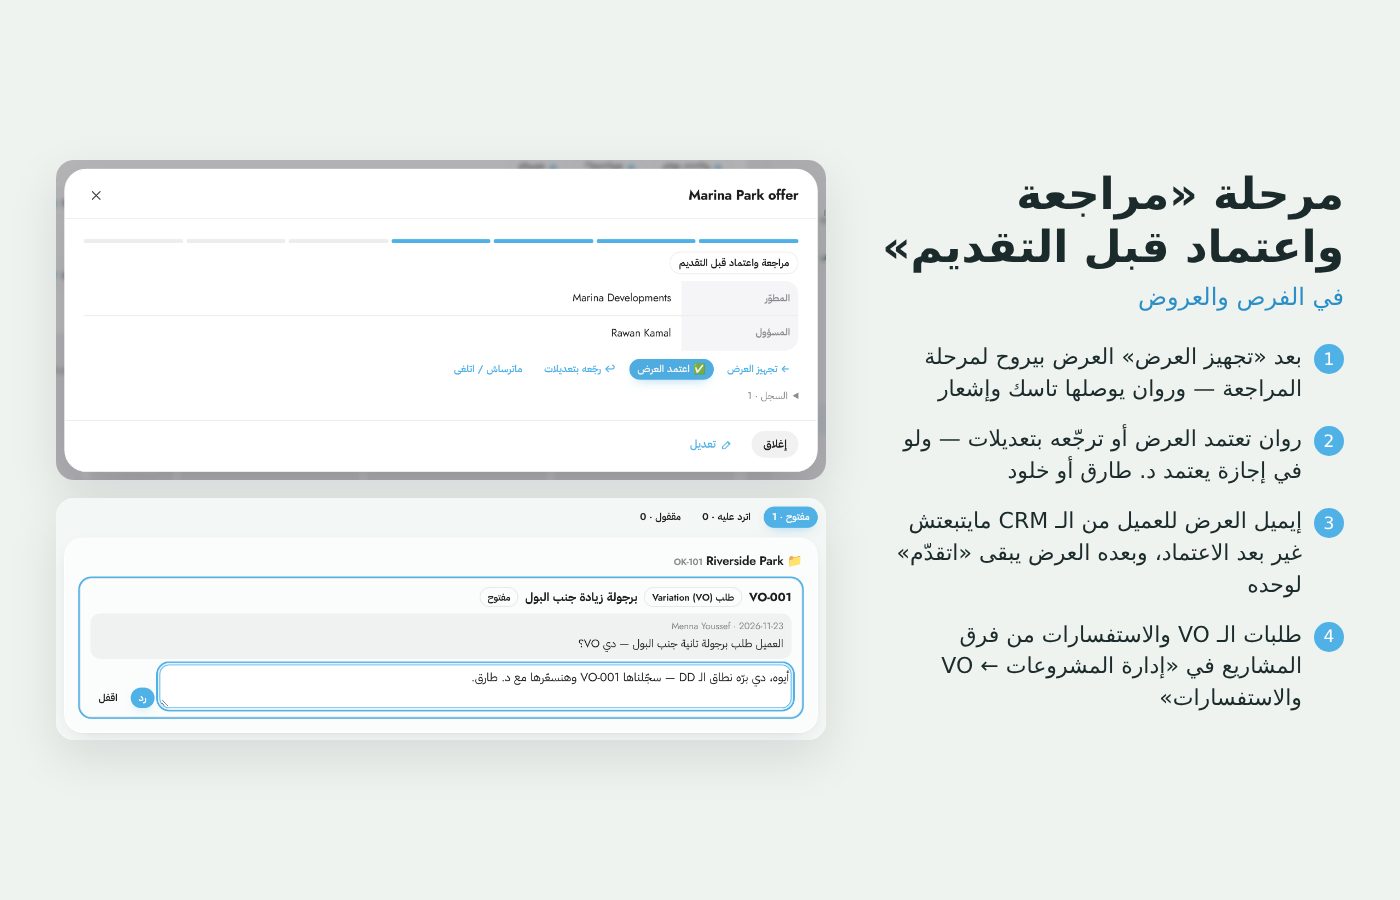 مرحلة «مراجعة
واعتماد قبل التقديم»
في الفرص والعروض
1 بعد «تجهيز العرض» العرض بيروح لمرحلة
المراجعة — وروان يوصلها تاسك وإشعار
2 روان تعتمد العرض أو ترجّعه بتعديلات — ولو
في إجازة يعتمد د. طارق أو خلود
3 إيميل العرض للعميل من الـ CRM مايتبعتش
غير بعد الاعتماد، وبعده العرض يبقى «اتقدّم»
لوحده
4 طلبات الـ VO والاستفسارات من فرق
المشاريع في «إدارة المشروعات ← VO
والاستفسارات»
Marina Park offer ×
مراجعة واعتماد قبل التقديم
المطوّر Marina Developments
المسؤول Rawan Kamal
← تجهيز العرض ✅ اعتمد العرض ↩ رجّعه بتعديلات ماترساش / اتلغى
◀ السجل · 1
إغلاق تعديل
مفتوح · 1 اترد عليه · 0 مقفول · 0
📁 Riverside Park OK-101
VO-001 طلب Variation (VO) برجولة زيادة جنب البول مفتوح
Menna Youssef · 2026-11-23
العميل طلب برجولة تانية جنب البول — دي VO؟
أيوه، دي برّه نطاق الـ DD — سجّلناها VO-001 وهنسعّرها مع د. طارق.
رد اقفل